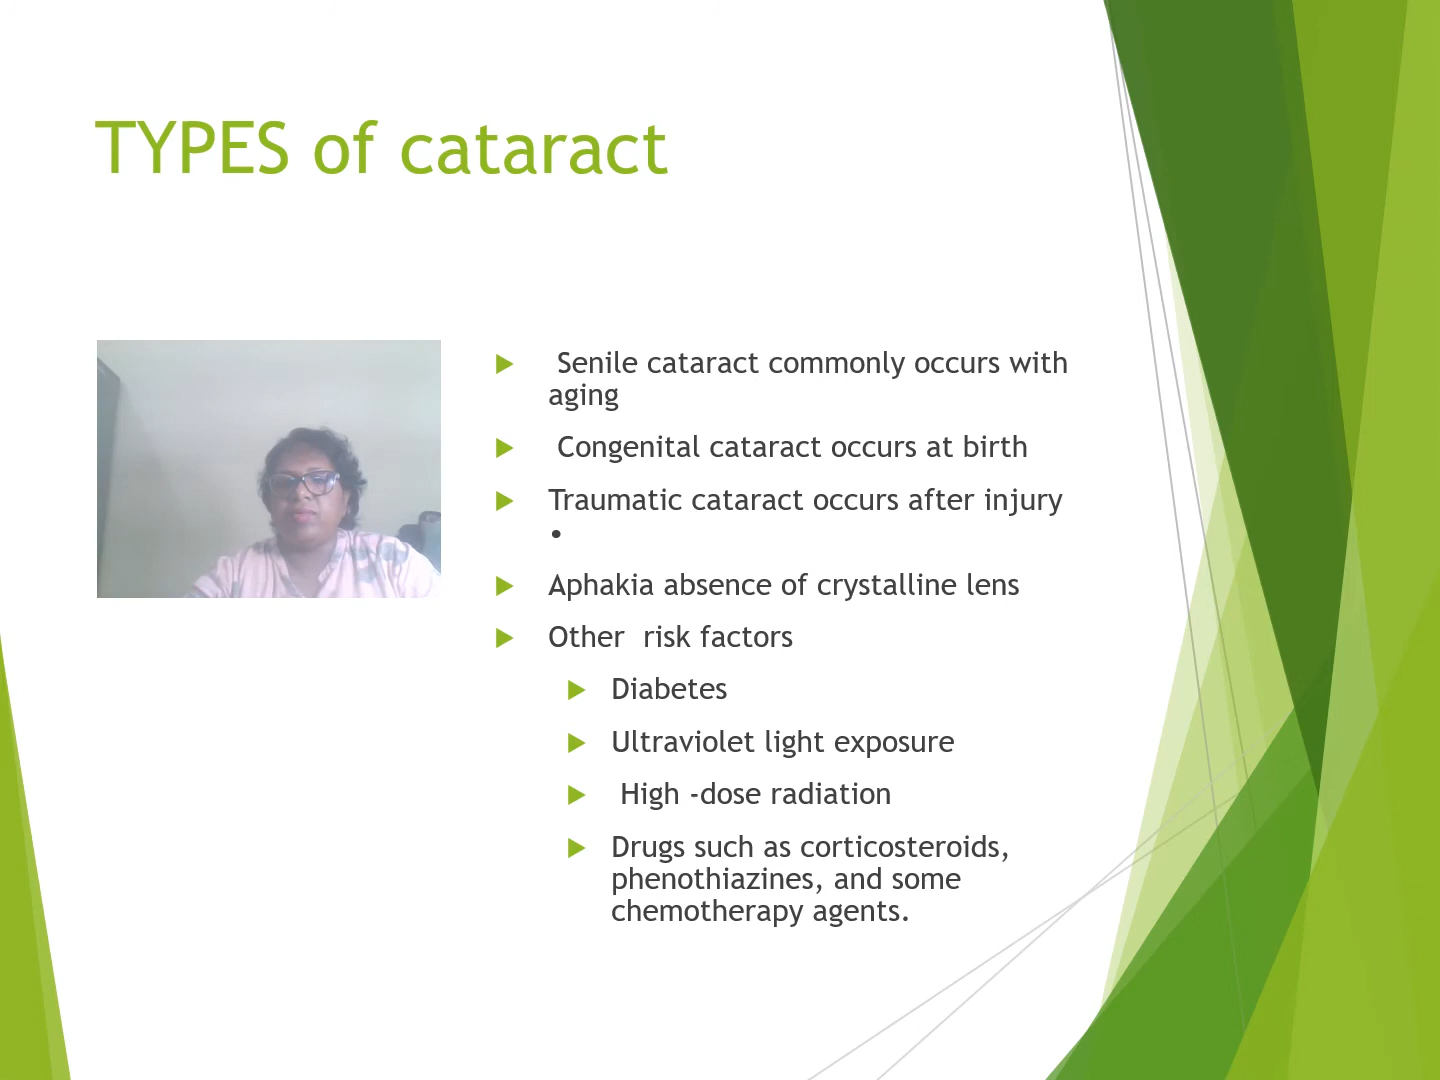 TYPES of cataract
Senile cataract commonly occurs with
aging
Congenital cataract occurs at birth
Traumatic cataract occurs after injury
•
Aphakia absence of crystalline lens
Other  risk factors
Diabetes
Ultraviolet light exposure
High -dose radiation
Drugs such as corticosteroids,
phenothiazines, and some
chemotherapy agents.